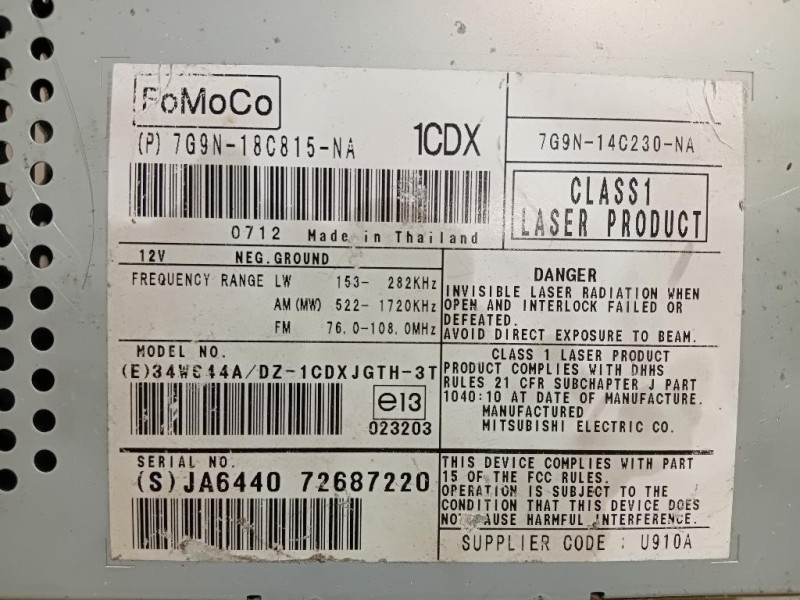 FoMoCo
(P) 7G9N-18C815-NA 1CDX
0712 Made in Thailand
7G9N-14C230-NA
CLASS1
LASER PRODUCT
12V NEG.GROUND
FREQUENCY RANGE LW 153- 282KHz
AM(MW) 522- 1720KHz
FM 76.0-108.0MHz
MODEL NO.
/DZ-1CDXJGTH-3T
e13
023203
SERIAL NO.
(S)JA6440 72687220
DANGER
INVISIBLE LASER RADIATION WHEN
OPEN AND INTERLOCK FAILED OR
DEFEATED.
AVOID DIRECT EXPOSURE TO BEAM.
CLASS 1 LASER PRODUCT
PRODUCT COMPLIES WITH DHHS
RULES 21 CFR SUBCHAPTER J PART
1040:10 AT DATE OF MANUFACTURE.
MANUFACTURED
MITSUBISHI ELECTRIC CO.
THIS DEVICE COMPLIES WITH PART
15 OF THE FCC RULES.
OPERATION IS SUBJECT TO THE
CONDITION THAT THIS DEVICE DOES
NOT CAUSE HARMFUL INTERFERENCE.
SUPPLIER CODE : U910A